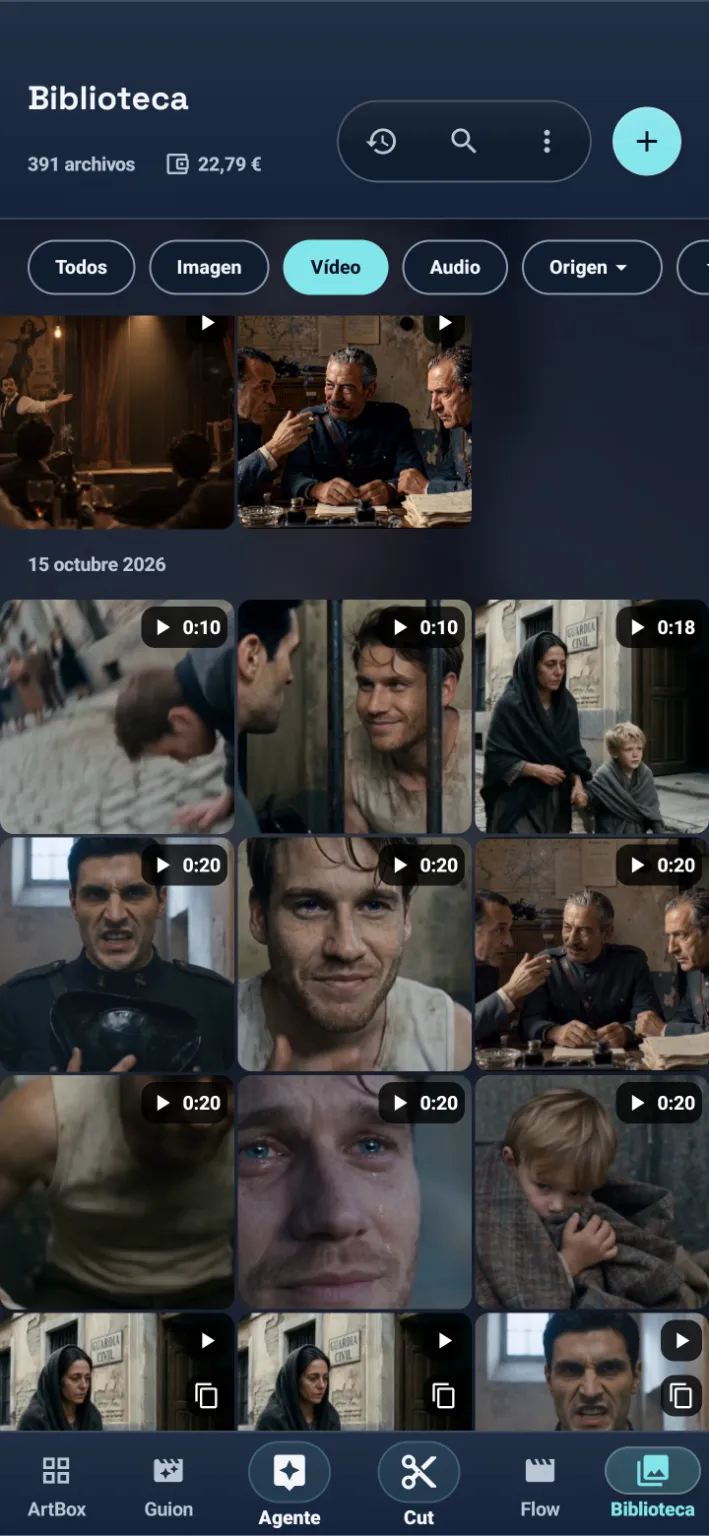 Biblioteca
391 archivos 22,79 €
Todos Imagen Vídeo Audio Origen
15 octubre 2026
0:10 0:10 0:18
GUARDIA CIVIL
0:20 0:20 0:20
0:20 0:20 0:20
GUARDIA CIVIL GUARDIA CIVIL
ArtBox Guion Agente Cut Flow Biblioteca